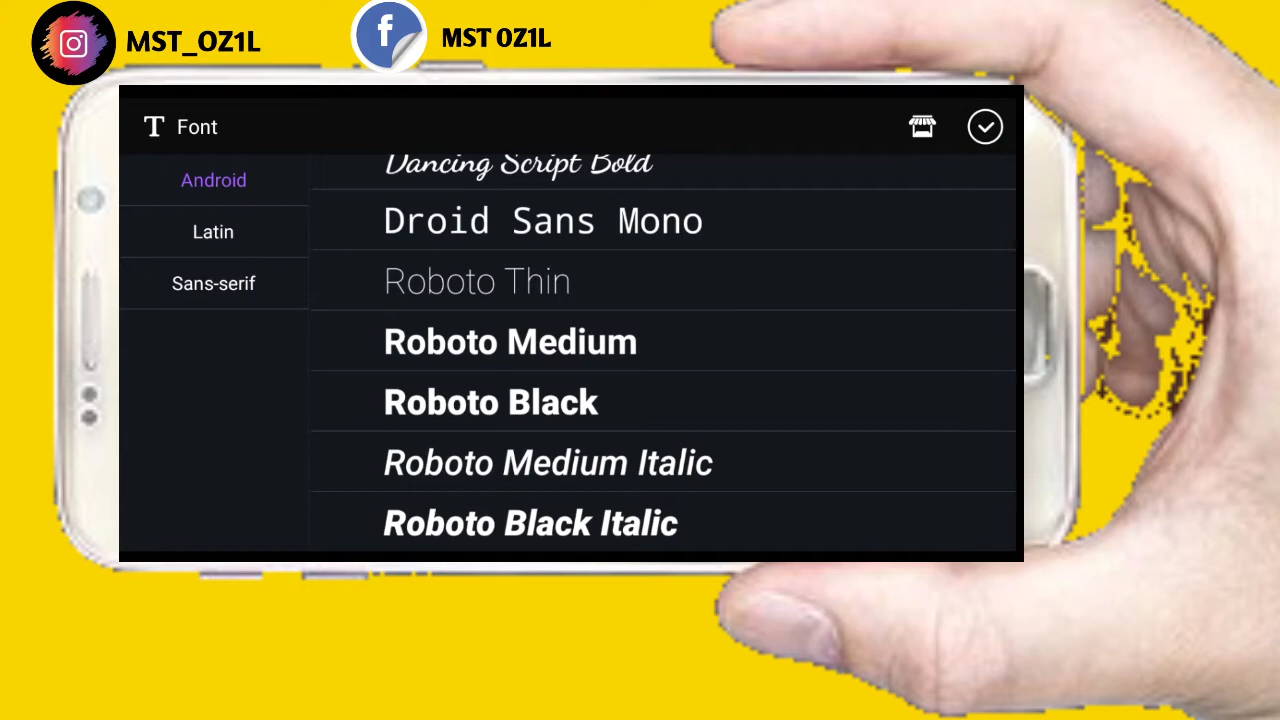 MST_OZ1L
f
MST OZ1L
T Font
Android
Latin
Sans-serif
Dancing Script Bold
Droid Sans Mono
Roboto Thin
Roboto Medium
Roboto Black
Roboto Medium Italic
Roboto Black Italic